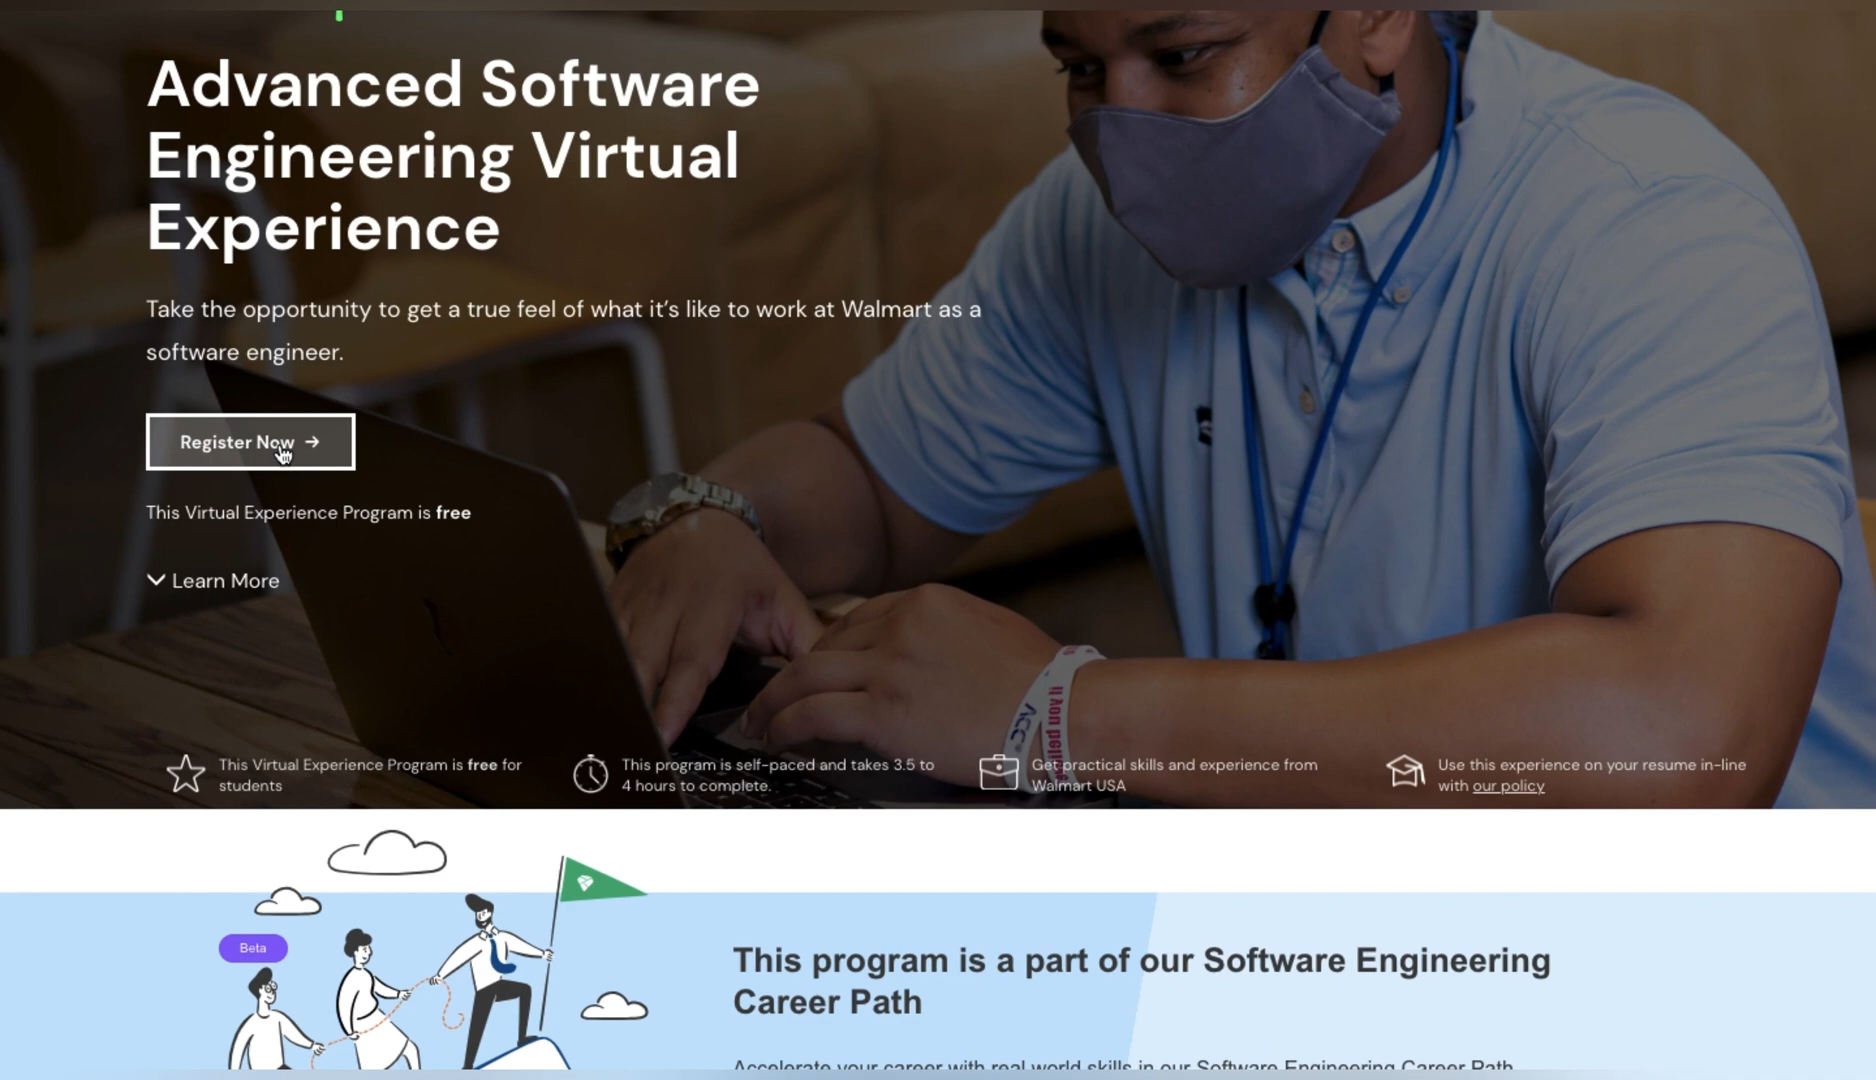 Advanced Software
Engineering Virtual
Experience
Take the opportunity to get a true feel of what it’s like to work at Walmart as a
software engineer.
Register Now →
This Virtual Experience Program is free
Learn More
This Virtual Experience Program is free for
students
This program is self-paced and takes 3.5 to
4 hours to complete.
Get practical skills and experience from
Walmart USA
Use this experience on your resume in-line
with our policy
Beta
This program is a part of our Software Engineering
Career Path
Accelerate your career with real world skills in our Software Engineering Career Path